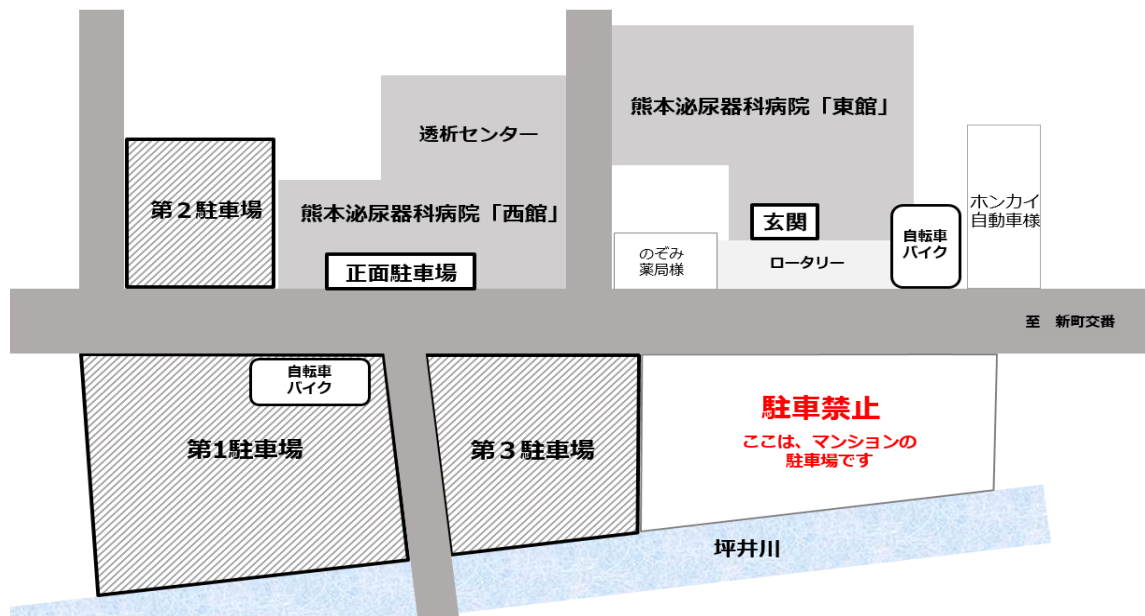 熊本泌尿器科病院「東館」
透析センター
第２駐車場
熊本泌尿器科病院「西館」
ホンカイ
自動車様
玄関
自転車
バイク
のぞみ
薬局様
ロータリー
正面駐車場
至　新町交番
自転車
バイク
第1駐車場
第３駐車場
駐車禁止
ここは、マンションの
駐車場です
坪井川